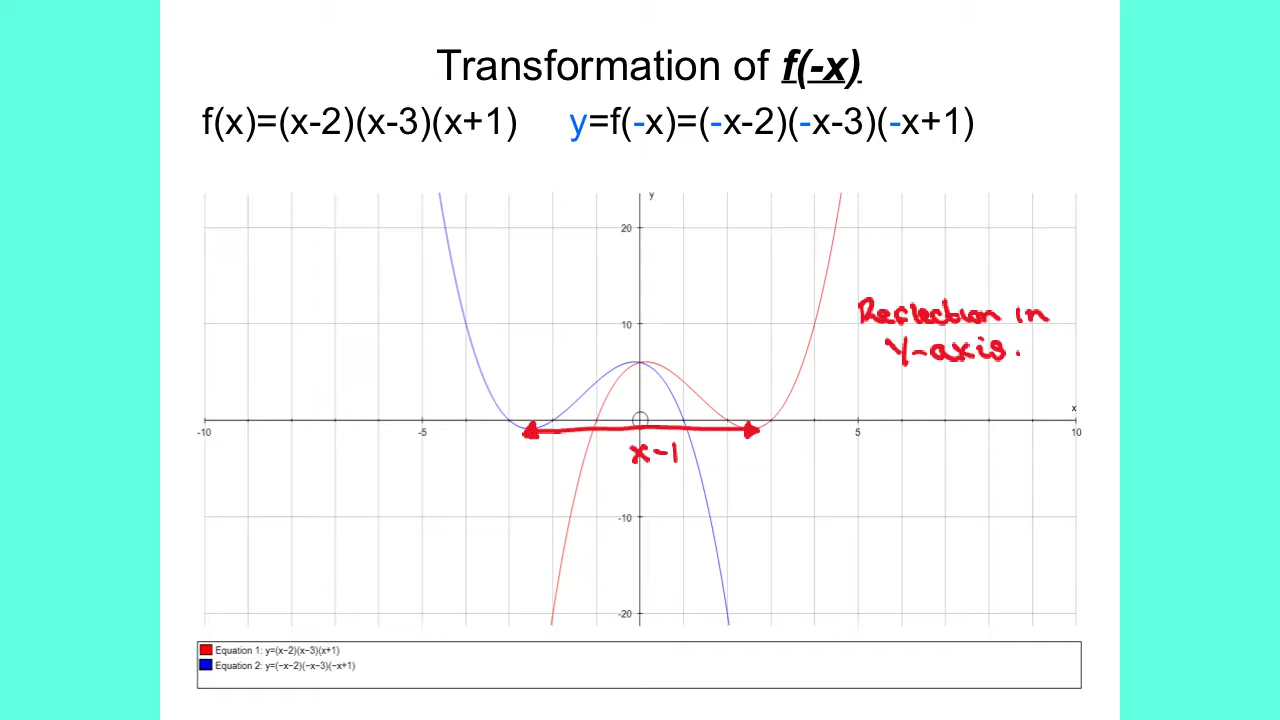 Transformation of f(-x)
f(x)=(x-2)(x-3)(x+1) y=f(-x)=(-x-2)(-x-3)(-x+1)
y
20
10
Reflection in
Y-axis.
x
-10 -5 5 10
x-1
-10
-20
Equation 1: y=(x−2)(x−3)(x+1)
Equation 2: y=(−x−2)(−x−3)(−x+1)